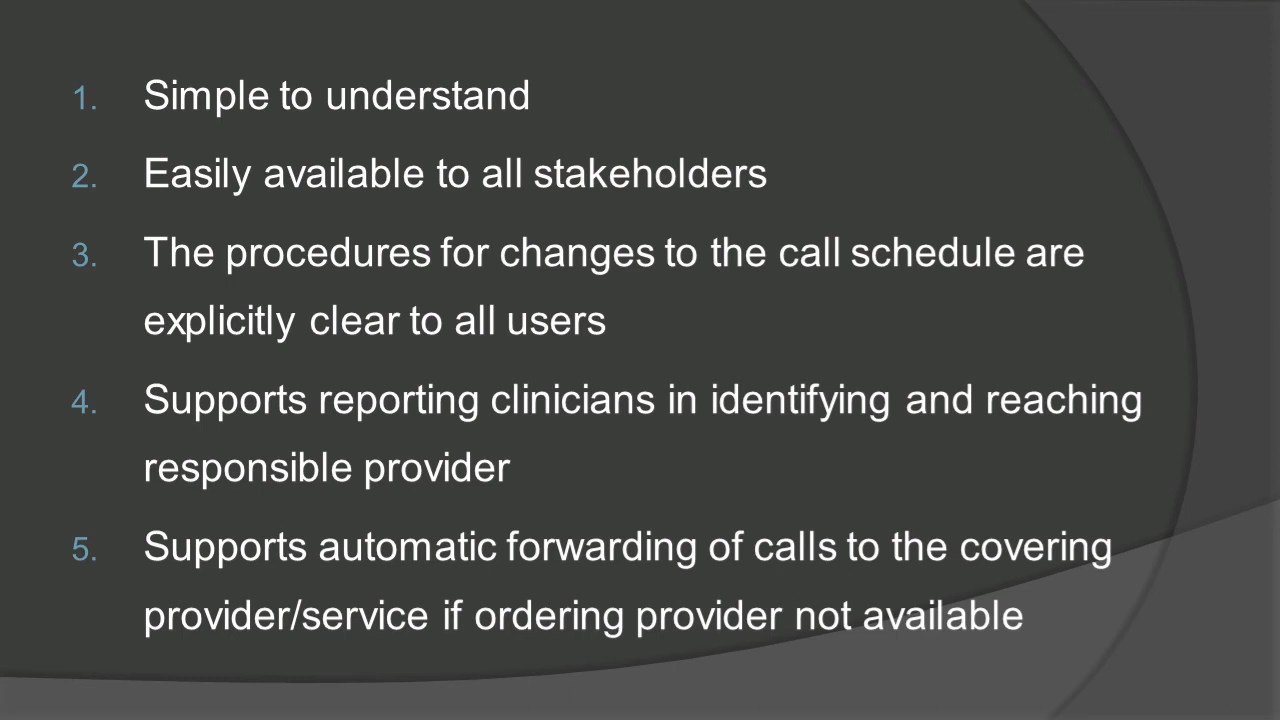 1. Simple to understand
2. Easily available to all stakeholders
3. The procedures for changes to the call schedule are
explicitly clear to all users
4. Supports reporting clinicians in identifying and reaching
responsible provider
5. Supports automatic forwarding of calls to the covering
provider/service if ordering provider not available